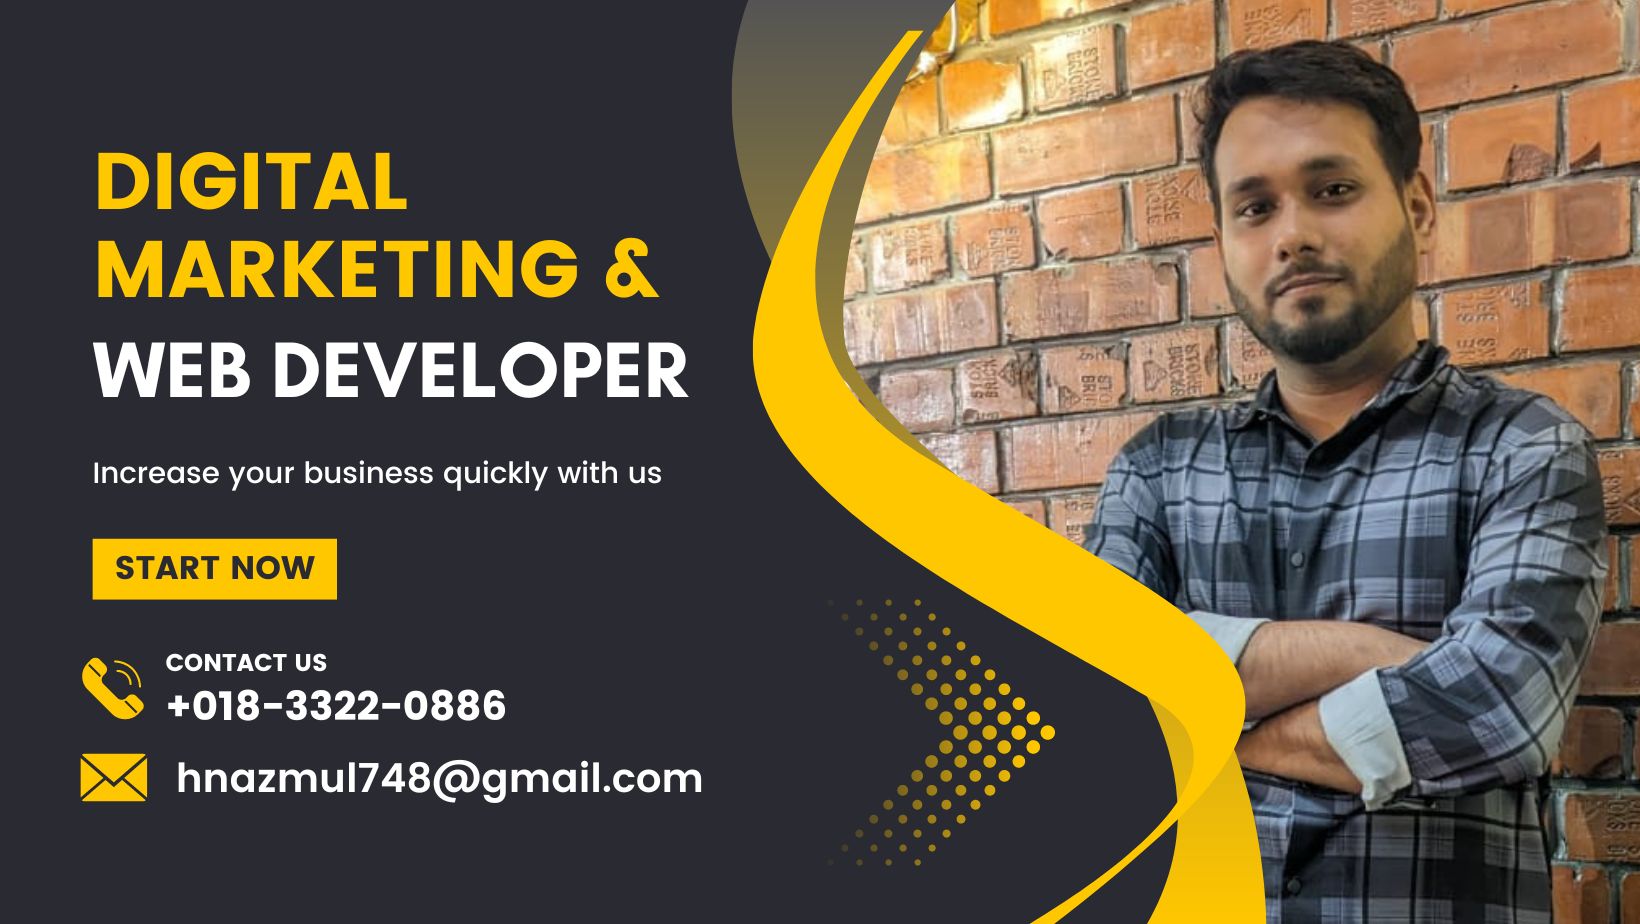 DIGITAL
MARKETING &
WEB DEVELOPER
Increase your business quickly with us
START NOW
CONTACT US
+018-3322-0886
hnazmul748@gmail.com